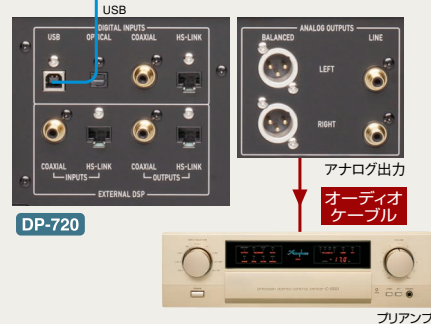 USB
DIGITAL INPUTS
USB OPTICAL COAXIAL HS-LINK
COAXIAL HS-LINK COAXIAL HS-LINK
INPUTS OUTPUTS
EXTERNAL DSP
DP-720
ANALOG OUTPUTS
BALANCED LINE
LEFT
RIGHT
アナログ出力
オーディオ
ケーブル
Accuphase
プリアンプ